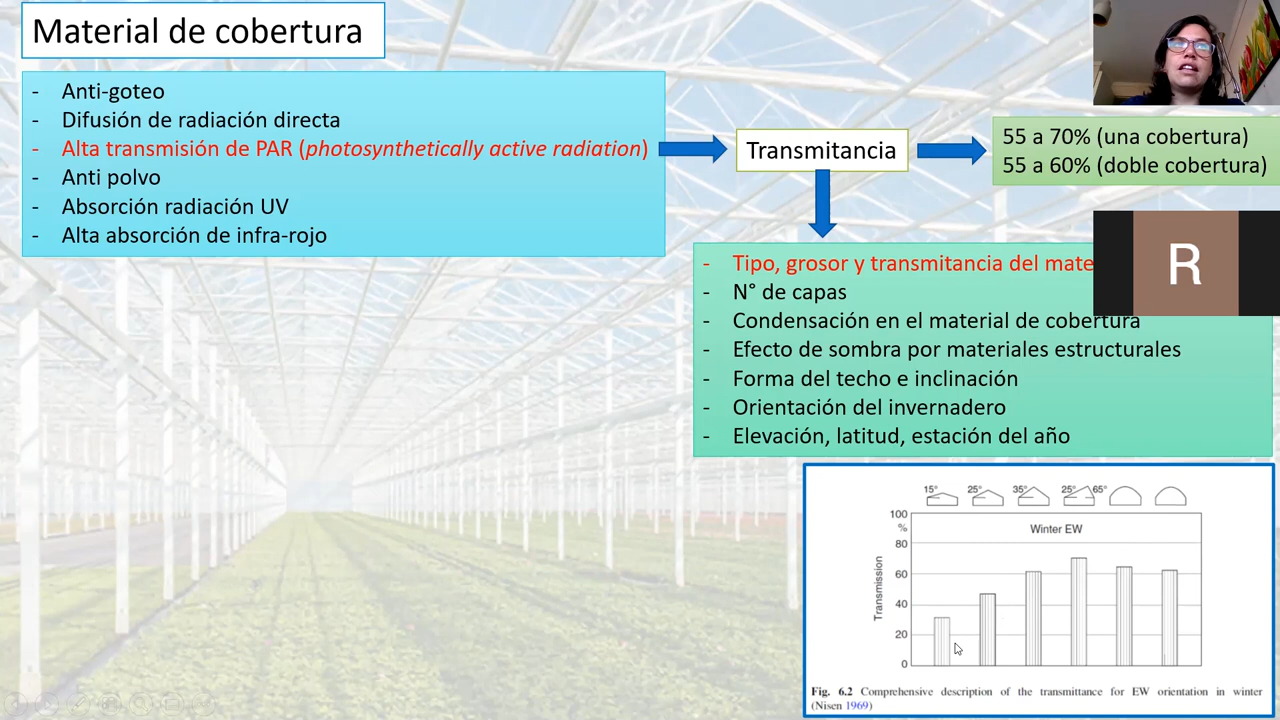 Material de cobertura
- Anti-goteo
- Difusión de radiación directa
- Alta transmisión de PAR (photosynthetically active radiation)
- Anti polvo
- Absorción radiación UV
- Alta absorción de infra-rojo
Transmitancia
55 a 70% (una cobertura)
55 a 60% (doble cobertura)
R
- Tipo, grosor y transmitancia del
- N° de capas
- Condensación en el material de cobertura
- Efecto de sombra por materiales estructurales
- Forma del techo e inclinación
- Orientación del invernadero
- Elevación, latitud, estación del año
15° 25° 35° 25° 65°
100
%
80
60
40
20
0
Transmission
Winter EW
Fig. 6.2 Comprehensive description of the transmittance for EW orientation in winter
(Nisen 1969)